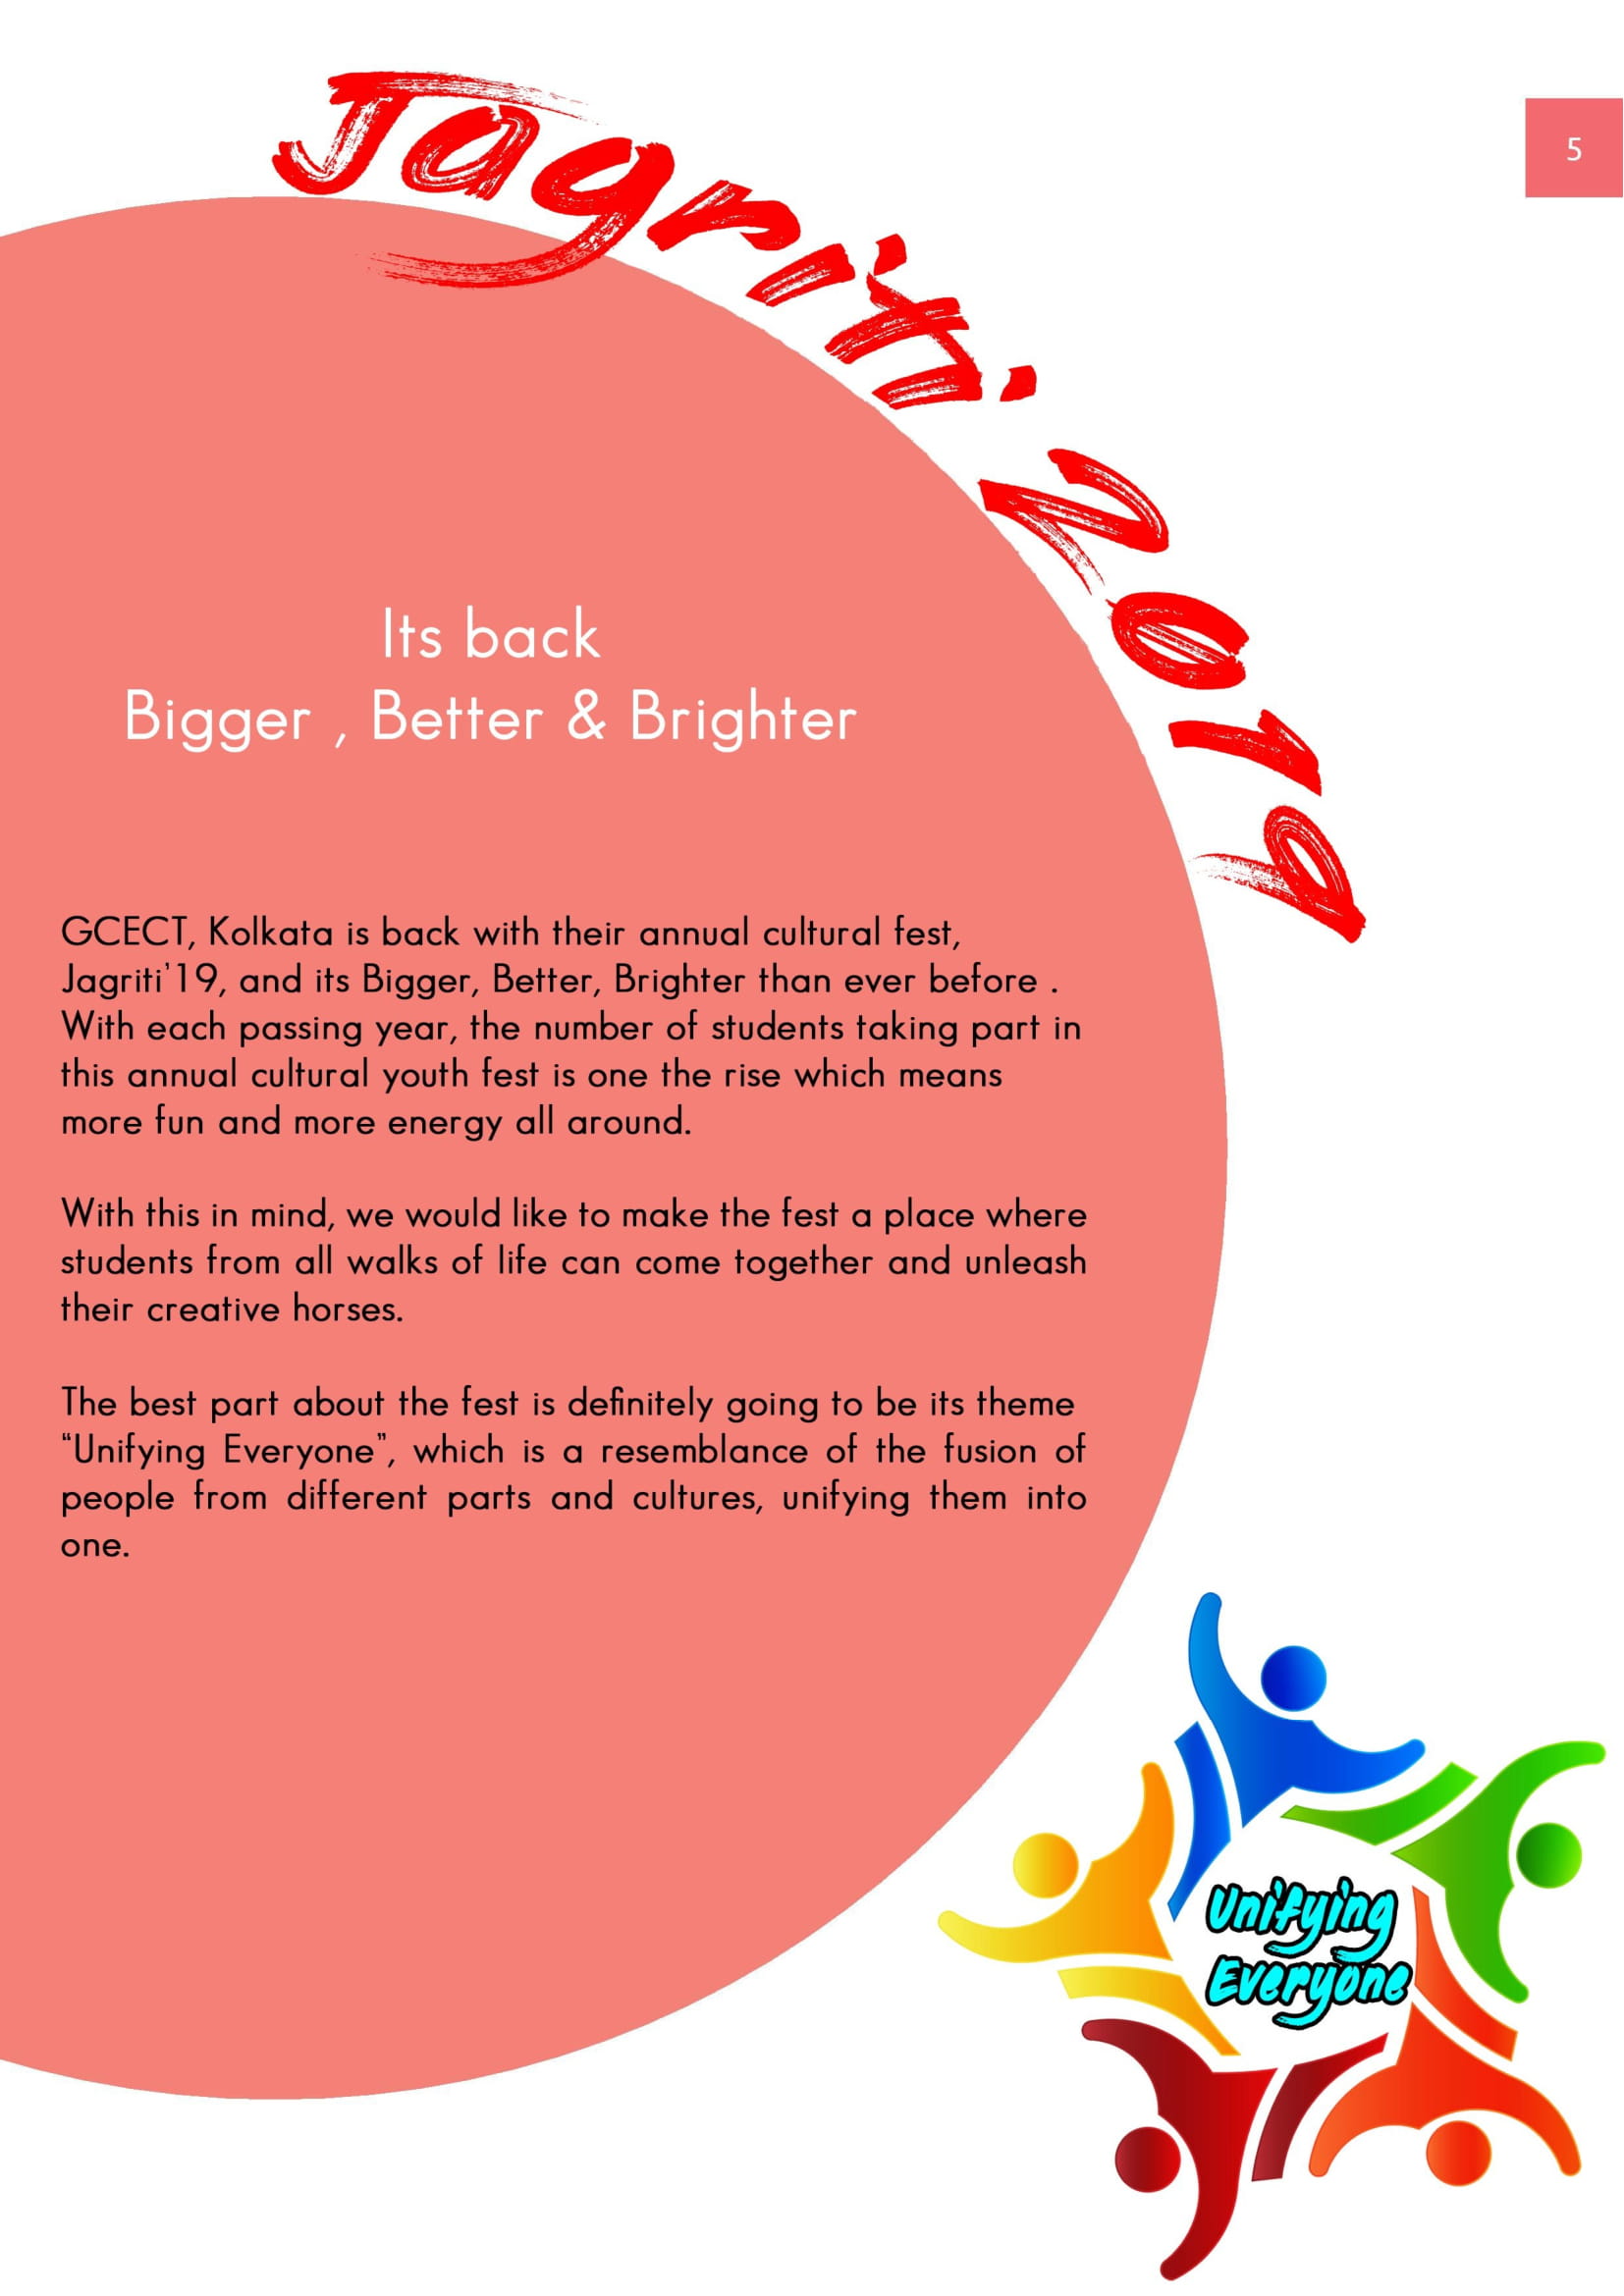 Jagriti 2019
5
Its back
Bigger , Better & Brighter
GCECT, Kolkata is back with their annual cultural fest,
Jagriti'19, and its Bigger, Better, Brighter than ever before .
With each passing year, the number of students taking part in
this annual cultural youth fest is one the rise which means
more fun and more energy all around.
With this in mind, we would like to make the fest a place where
students from all walks of life can come together and unleash
their creative horses.
The best part about the fest is definitely going to be its theme
“Unifying Everyone”, which is a resemblance of the fusion of
people from different parts and cultures, unifying them into
one.
Unifying
Everyone